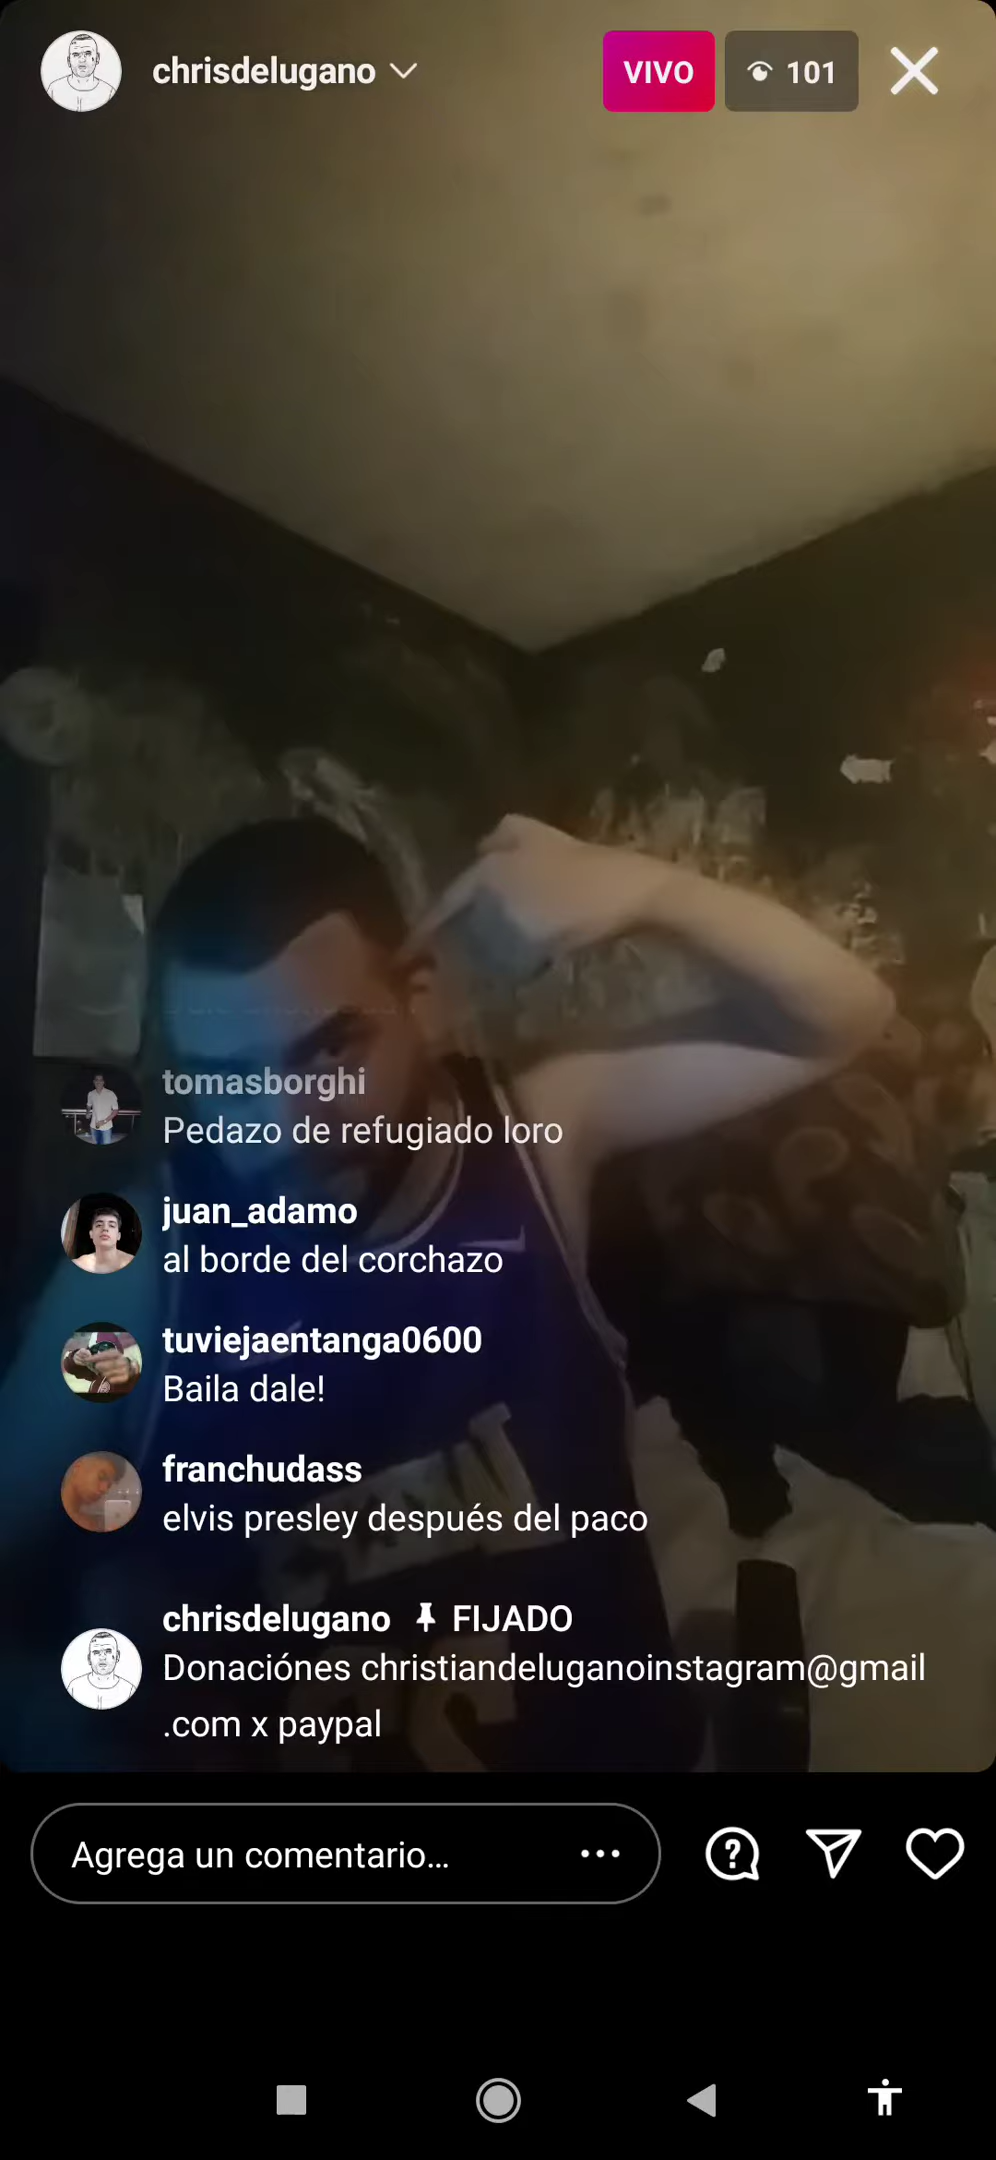 chrisdelugano
VIVO
101
tomasborghi
Pedazo de refugiado loro
juan_adamo
al borde del corchazo
tuviejaentanga0600
Baila dale!
franchudass
elvis presley después del paco
chrisdelugano FIJADO
Donaciónes christiandeluganoinstagram@gmail
.com x paypal
Agrega un comentario...